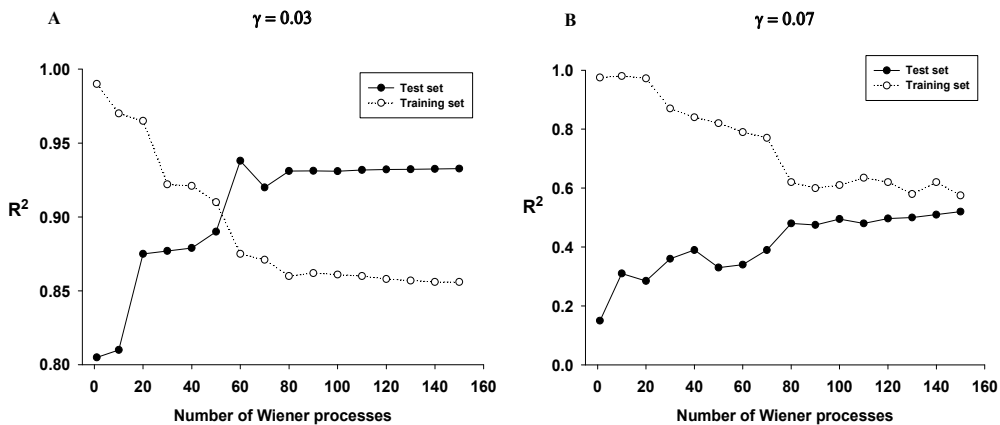 A
γ = 0.03
1.00
0.95
0.90
0.85
0.80
R²
Test set
Training set
0 20 40 60 80 100 120 140 160
Number of Wiener processes
B
γ = 0.07
1.0
0.8
0.6
0.4
0.2
0.0
R²
Test set
Training set
0 20 40 60 80 100 120 140 160
Number of Wiener processes